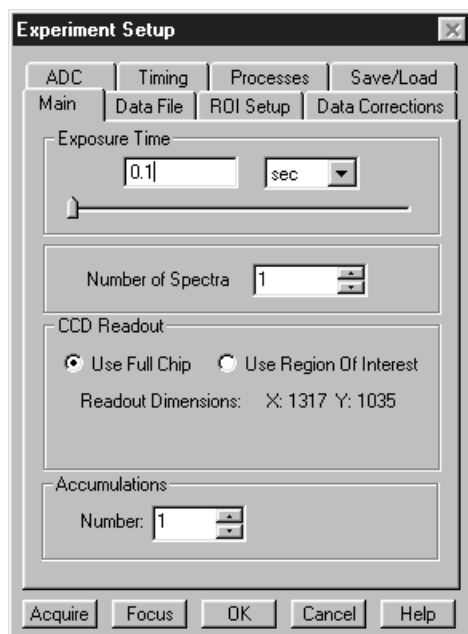 Experiment Setup
ADC Timing Processes Save/Load
Main Data File ROI Setup Data Corrections
Exposure Time
0.1 sec
Number of Spectra 1
CCD Readout
Use Full Chip Use Region Of Interest
Readout Dimensions: X: 1317 Y: 1035
Accumulations
Number: 1
Acquire Focus OK Cancel Help